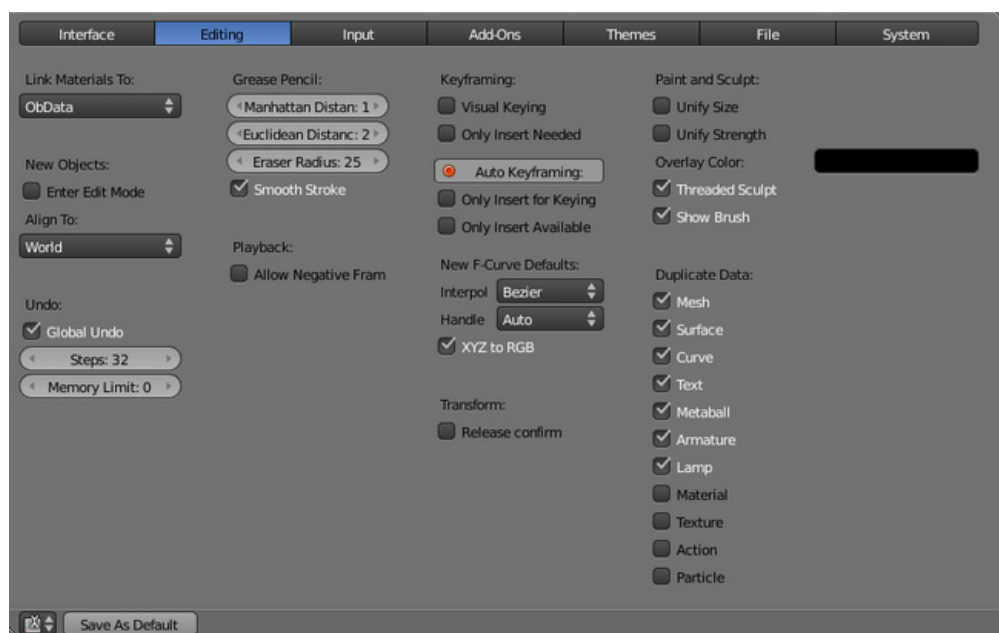 Interface Editing Input Add-Ons Themes File System
Link Materials To:
ObData
New Objects:
Enter Edit Mode
Align To:
World
Undo:
Global Undo
Steps: 32
Memory Limit: 0
Grease Pencil:
Manhattan Distan: 1
Euclidean Distanc: 2
Eraser Radius: 25
Smooth Stroke
Playback:
Allow Negative Fram
Keyframing:
Visual Keying
Only Insert Needed
Auto Keyframing:
Only Insert for Keying
Only Insert Available
New F-Curve Defaults:
Interpol Bezier
Handle Auto
XYZ to RGB
Transform:
Release confirm
Paint and Sculpt:
Unify Size
Unify Strength
Overlay Color:
Threaded Sculpt
Show Brush
Duplicate Data:
Mesh
Surface
Curve
Text
Metaball
Armature
Lamp
Material
Texture
Action
Particle
Save As Default